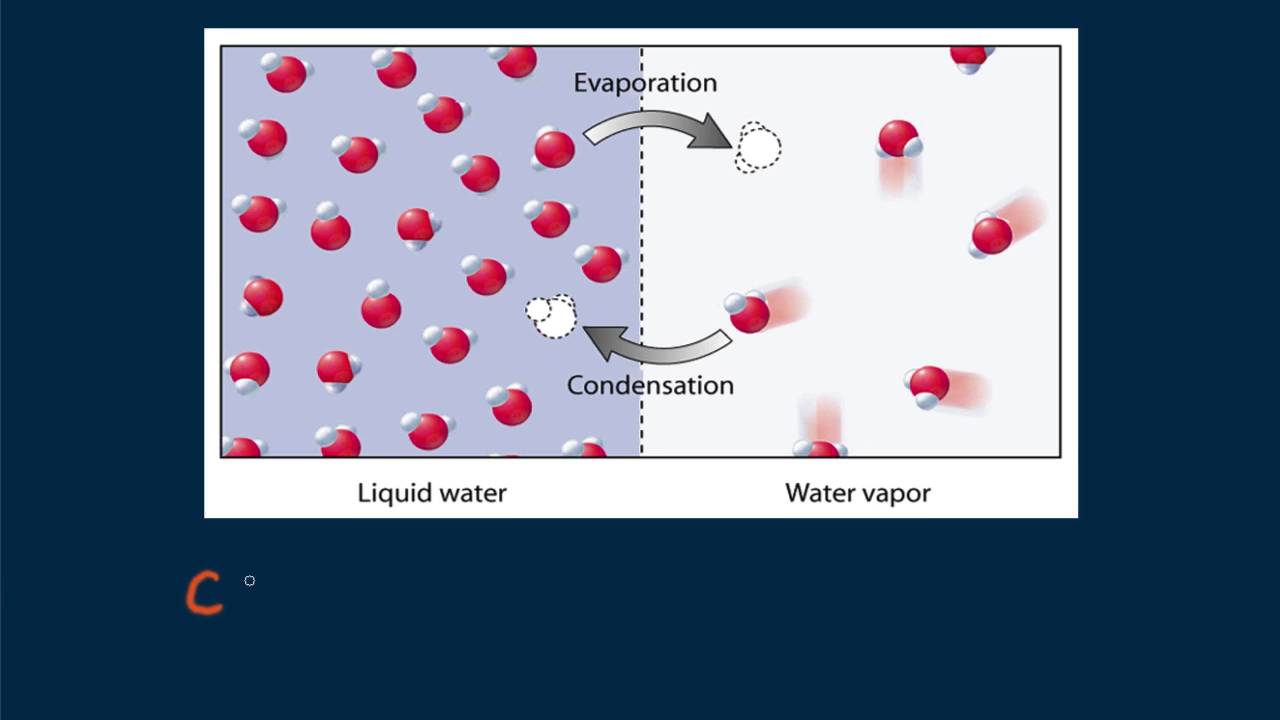 Evaporation
Condensation
Liquid water
Water vapor
C